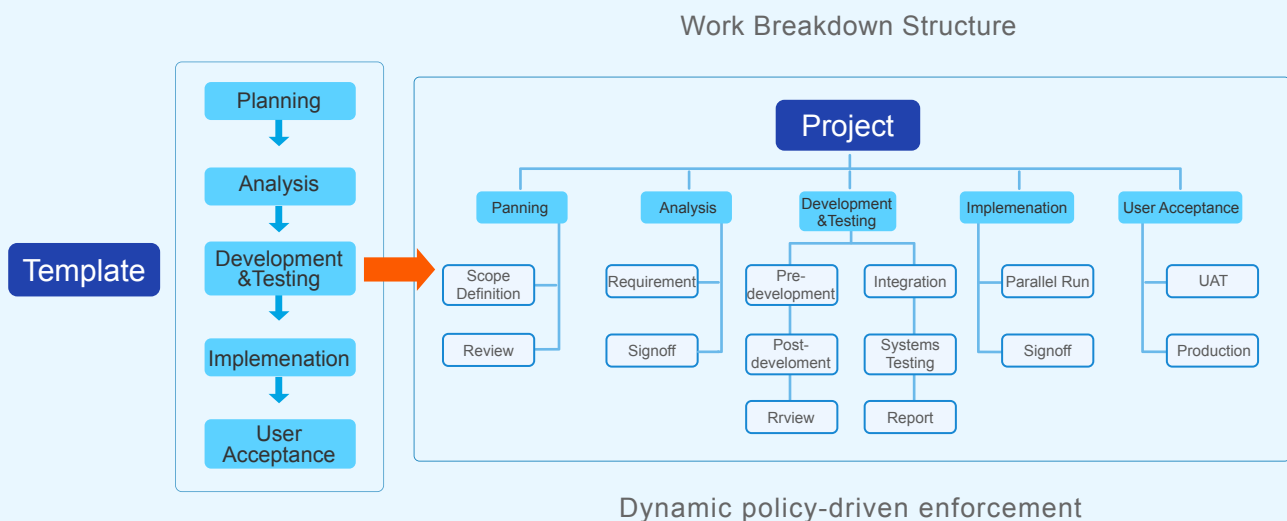 Work Breakdown Structure
Template
Planning
Analysis
Development
&Testing
Implemenation
User
Acceptance
Project
Panning
Scope
Definition
Review
Analysis
Requirement
Signoff
Development
&Testing
Pre-
development
Post-
develoment
Rrview
Integration
Systems
Testing
Report
Implemenation
Parallel Run
Signoff
User Acceptance
UAT
Production
Dynamic policy-driven enforcement